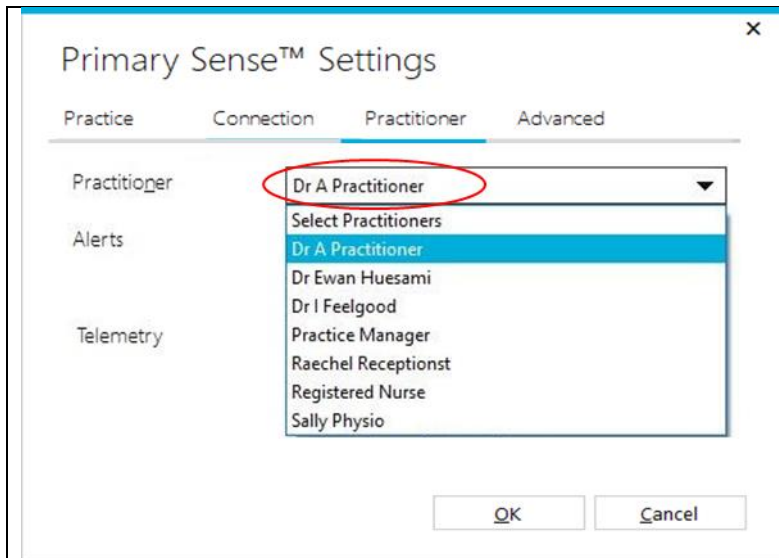 Primary Sense™ Settings
Practice Connection Practitioner Advanced
Practitioner Dr A Practitioner
Select Practitioners
Alerts Dr A Practitioner
Dr Ewan Huesami
Dr I Feelgood
Telemetry Practice Manager
Raechel Receptionst
Registered Nurse
Sally Physio
OK Cancel